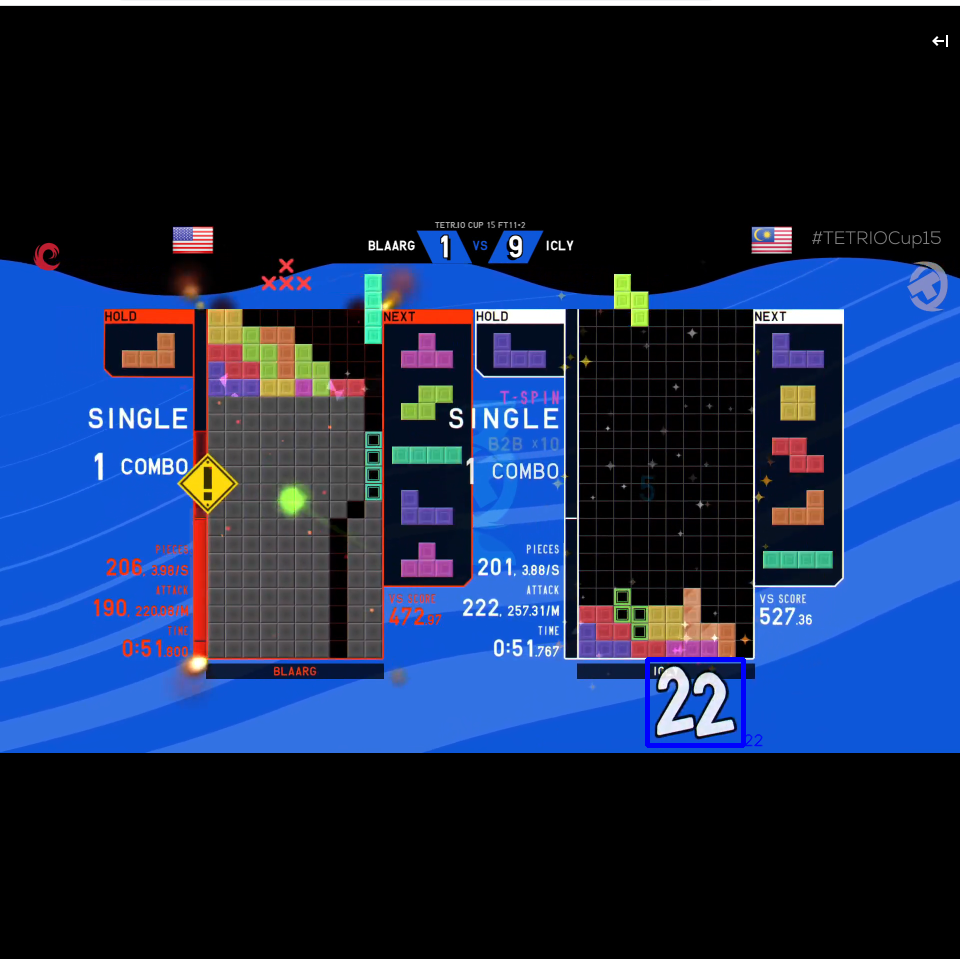 TETR.IO CUP 15 FT11-2
BLAARG 1 VS 9 ICLY
#TETRIOCup15
HOLD
NEXT
HOLD
NEXT
SINGLE
1 COMBO
PIECES
206, 3.98/S
ATTACK
190, 220.08/M
TIME
0:51.800
VS SCORE
472.97
BLAARG
T-SPIN
SINGLE
B2B x10
1 COMBO
5
PIECES
201, 3.88/S
ATTACK
222, 257.31/M
TIME
0:51.767
VS SCORE
527.36
22
22